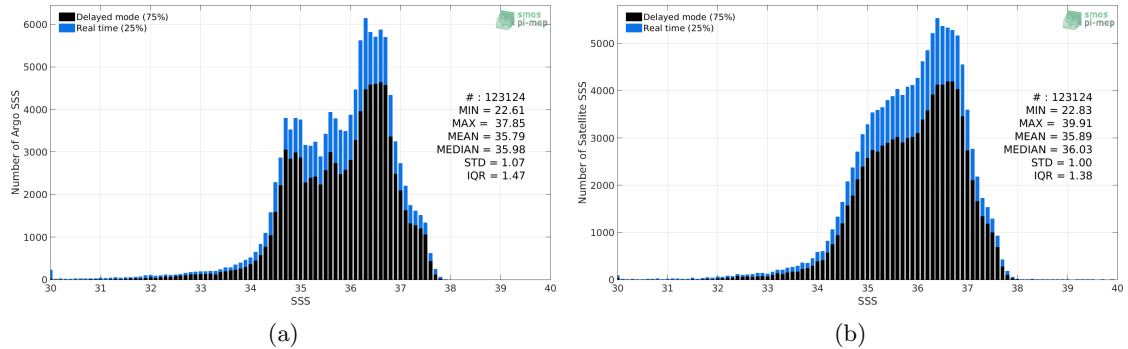 Delayed mode (75%)
Real time (25%)
smos
pi-mep
Number of Argo SSS
6000
5000
4000
3000
2000
1000
0
# : 123124
MIN = 22.61
MAX = 37.85
MEAN = 35.79
MEDIAN = 35.98
STD = 1.07
IQR = 1.47
30 31 32 33 34 35 36 37 38 39 40
SSS
(a)
Delayed mode (75%)
Real time (25%)
smos
pi-mep
Number of Satellite SSS
5000
4000
3000
2000
1000
0
# : 123124
MIN = 22.83
MAX = 39.91
MEAN = 35.89
MEDIAN = 36.03
STD = 1.00
IQR = 1.38
30 31 32 33 34 35 36 37 38 39 40
SSS
(b)